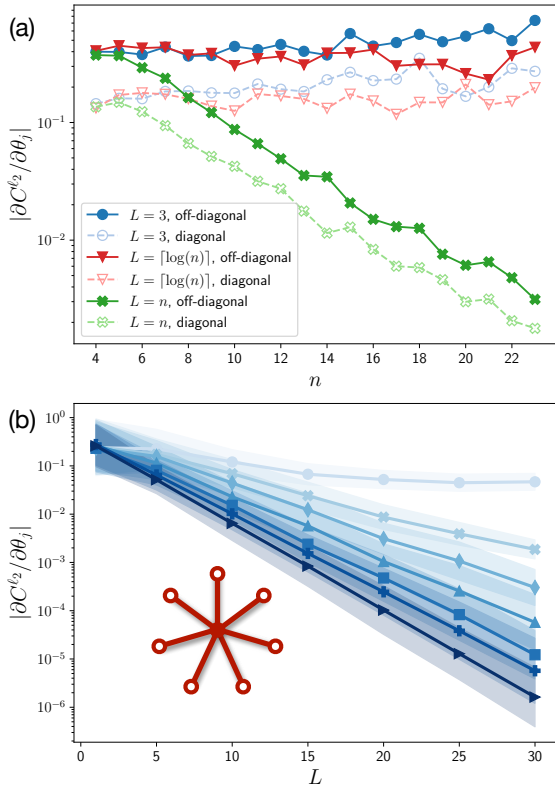 (a)
|∂C^{ℓ₂}/∂θ_j|
10⁻¹
10⁻²
L = 3, off-diagonal
L = 3, diagonal
L = ⌈log(n)⌉, off-diagonal
L = ⌈log(n)⌉, diagonal
L = n, off-diagonal
L = n, diagonal
4 6 8 10 12 14 16 18 20 22
n
(b)
|∂C^{ℓ₂}/∂θ_j|
10⁰
10⁻¹
10⁻²
10⁻³
10⁻⁴
10⁻⁵
10⁻⁶
0 5 10 15 20 25 30
L